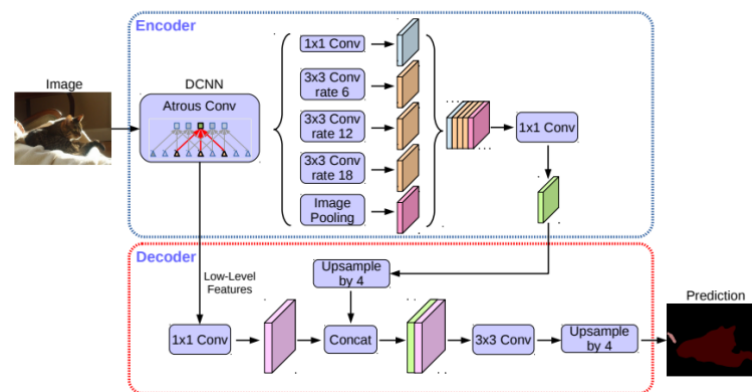 Encoder
Image
DCNN
Atrous Conv
1x1 Conv
3x3 Conv
rate 6
3x3 Conv
rate 12
3x3 Conv
rate 18
Image
Pooling
1x1 Conv
Decoder
Low-Level
Features
Upsample
by 4
1x1 Conv
Concat
3x3 Conv
Upsample
by 4
Prediction